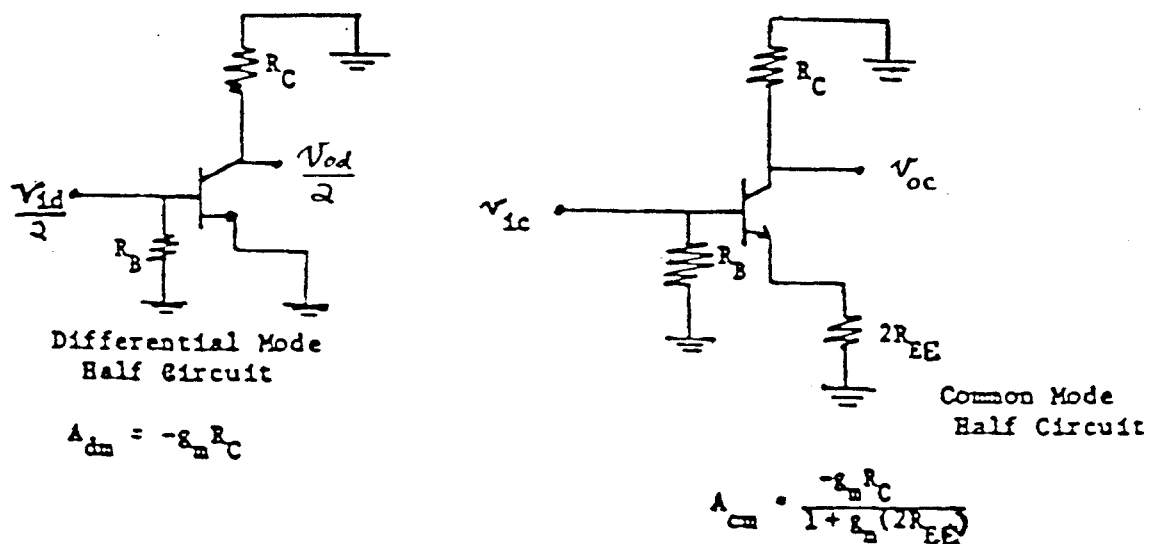 R_C
V_od/2
V_id/2
R_B
Differential Mode
Half Circuit
A_dm = -g_m R_C
R_C
v_oc
v_ic
R_B
2R_EE
Common Mode
Half Circuit
A_cm = -g_m R_C / 1 + g_m (2R_EE)